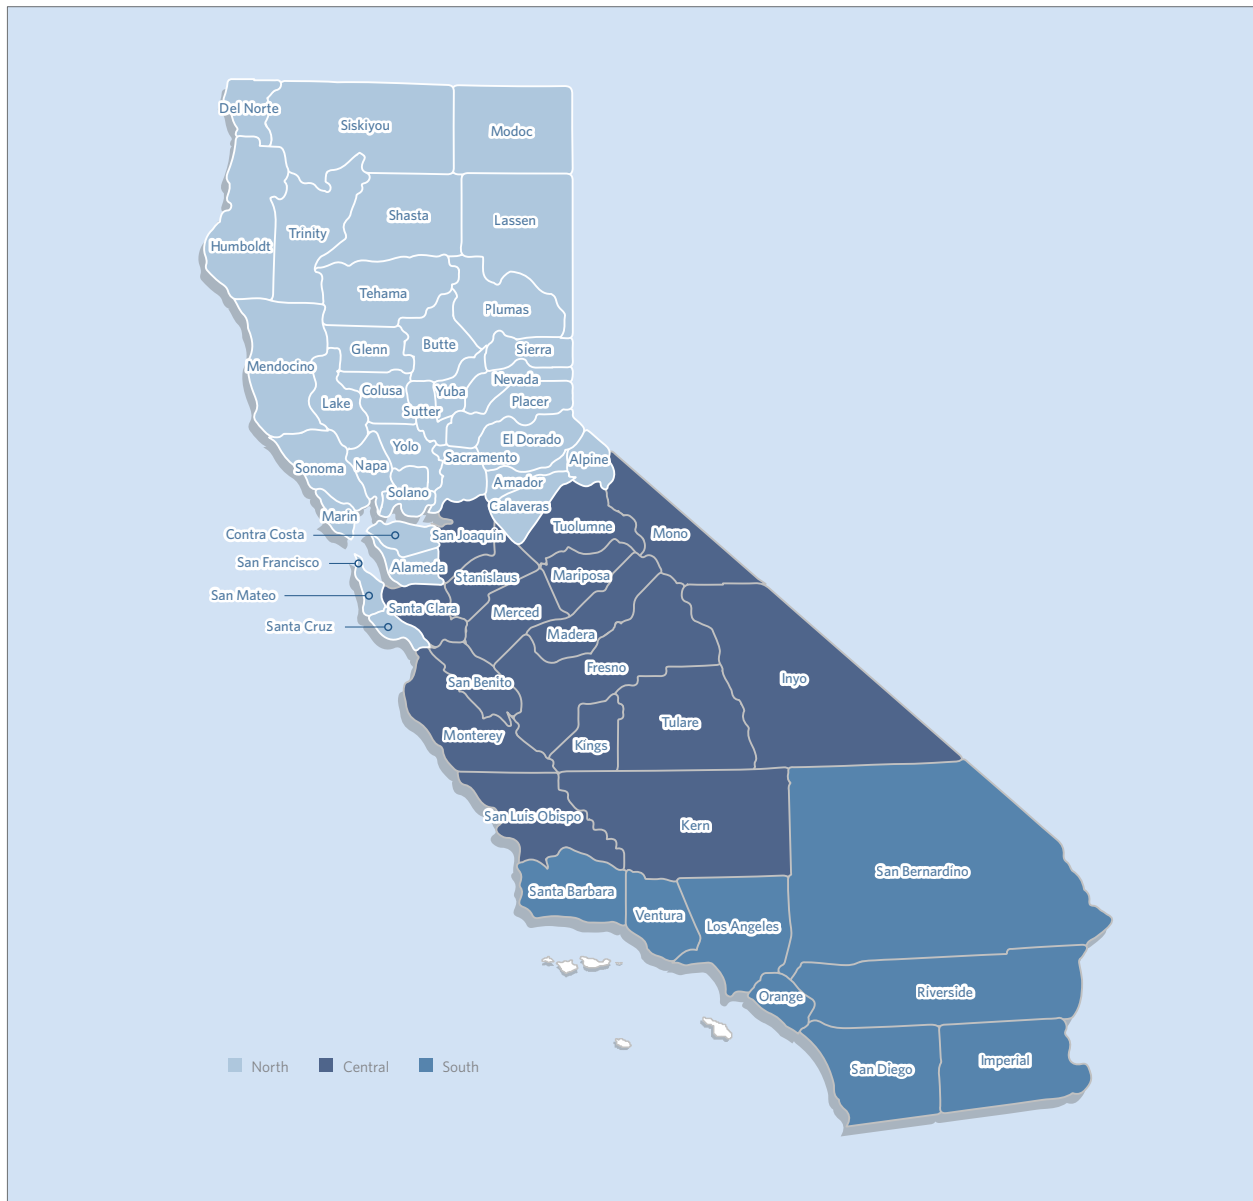 Del Norte
Siskiyou
Modoc
Shasta
Lassen
Trinity
Humboldt
Tehama
Plumas
Butte
Glenn
Sierra
Mendocino
Nevada
Colusa
Yuba
Placer
Lake
Sutter
El Dorado
Yolo
Sacramento
Alpine
Napa
Sonoma
Amador
Solano
Calaveras
Marin
Tuolumne
Mono
Contra Costa
San Joaquin
San Francisco
Alameda
Stanislaus
Mariposa
San Mateo
Santa Clara
Merced
Santa Cruz
Madera
Fresno
Inyo
San Benito
Tulare
Monterey
Kings
San Luis Obispo
Kern
San Bernardino
Santa Barbara
Ventura
Los Angeles
Riverside
Orange
Imperial
San Diego
North
Central
South